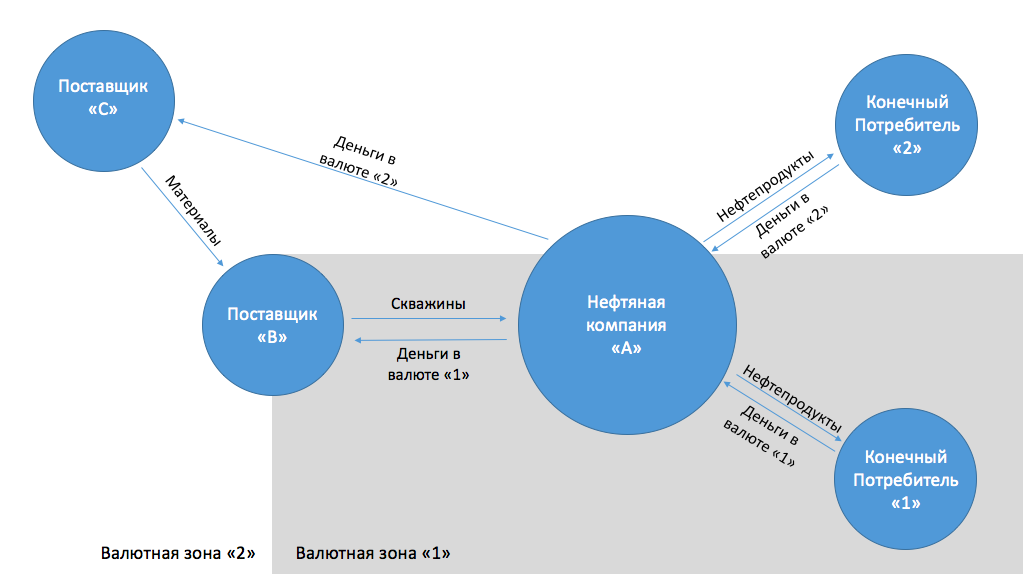 Поставщик
«C»
Конечный
Потребитель
«2»
Деньги в
валюте «2»
Материалы
Нефтепродукты
Деньги в
валюте «2»
Поставщик
«B»
Скважины
Деньги в
валюте «1»
Нефтяная
компания
«A»
Нефтепродукты
Деньги в
валюте «1»
Конечный
Потребитель
«1»
Валютная зона «2»
Валютная зона «1»